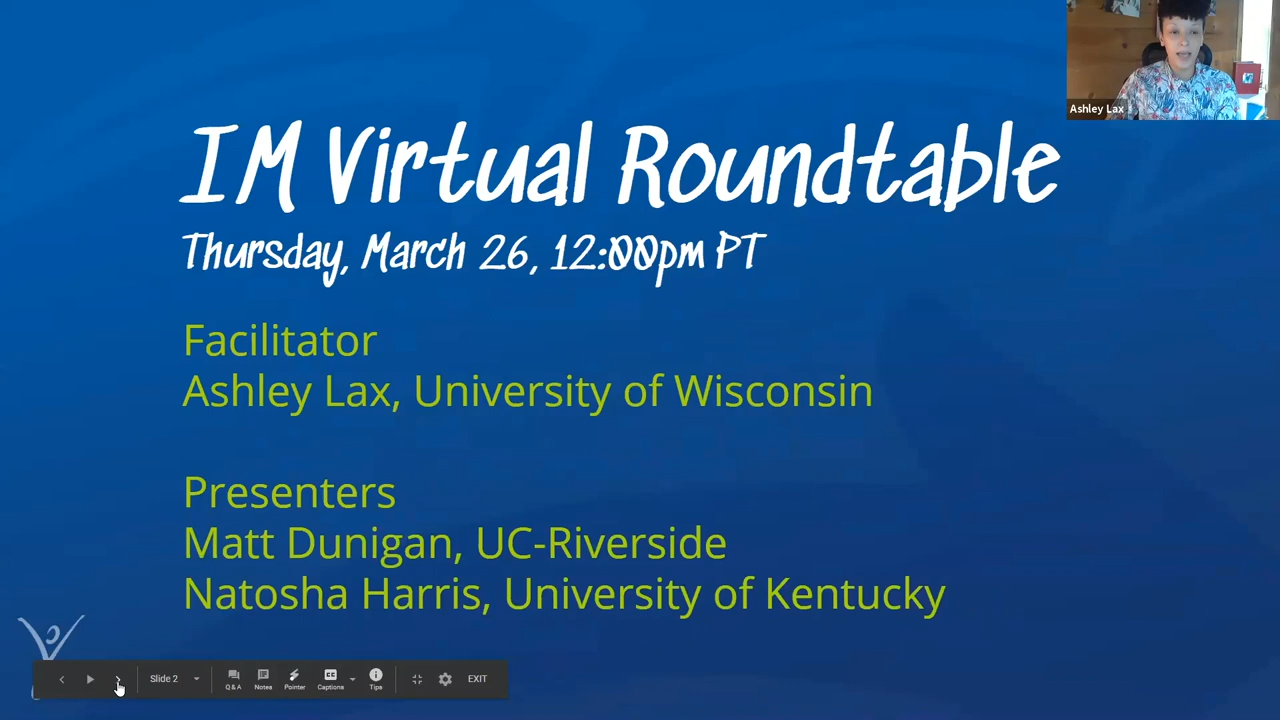 IM Virtual Roundtable
Thursday, March 26, 12:00pm PT
Facilitator
Ashley Lax, University of Wisconsin
Presenters
Matt Dunigan, UC-Riverside
Natosha Harris, University of Kentucky
Ashley Lax
Slide 2
Q & A
Notes
Pointer
Captions
Tips
EXIT